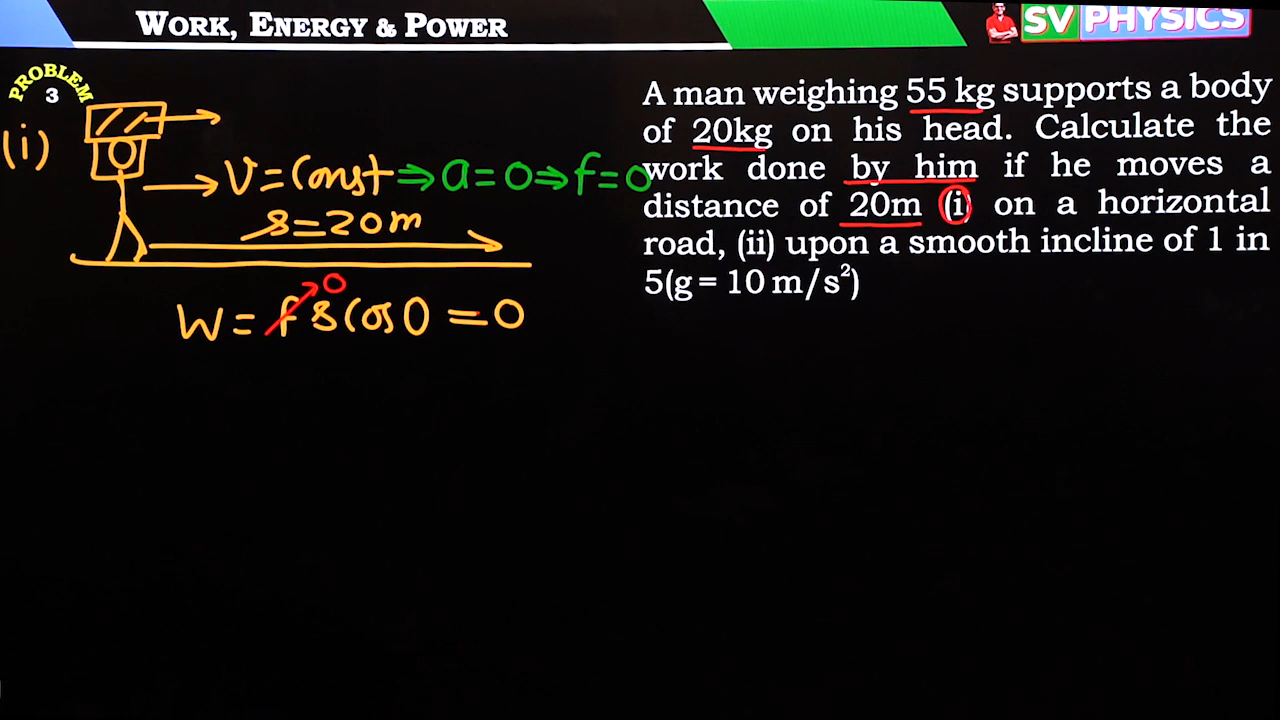 WORK, ENERGY & POWER
SV PHYSICS
PROBLEM
3
A man weighing 55 kg supports a body
of 20kg on his head. Calculate the
work done by him if he moves a
distance of 20m (i) on a horizontal
road, (ii) upon a smooth incline of 1 in
5(g = 10 m/s²)
(i)
V = Const ⇒ a = 0 ⇒ f = 0
s = 20m
0
W = f s cos 0 = 0